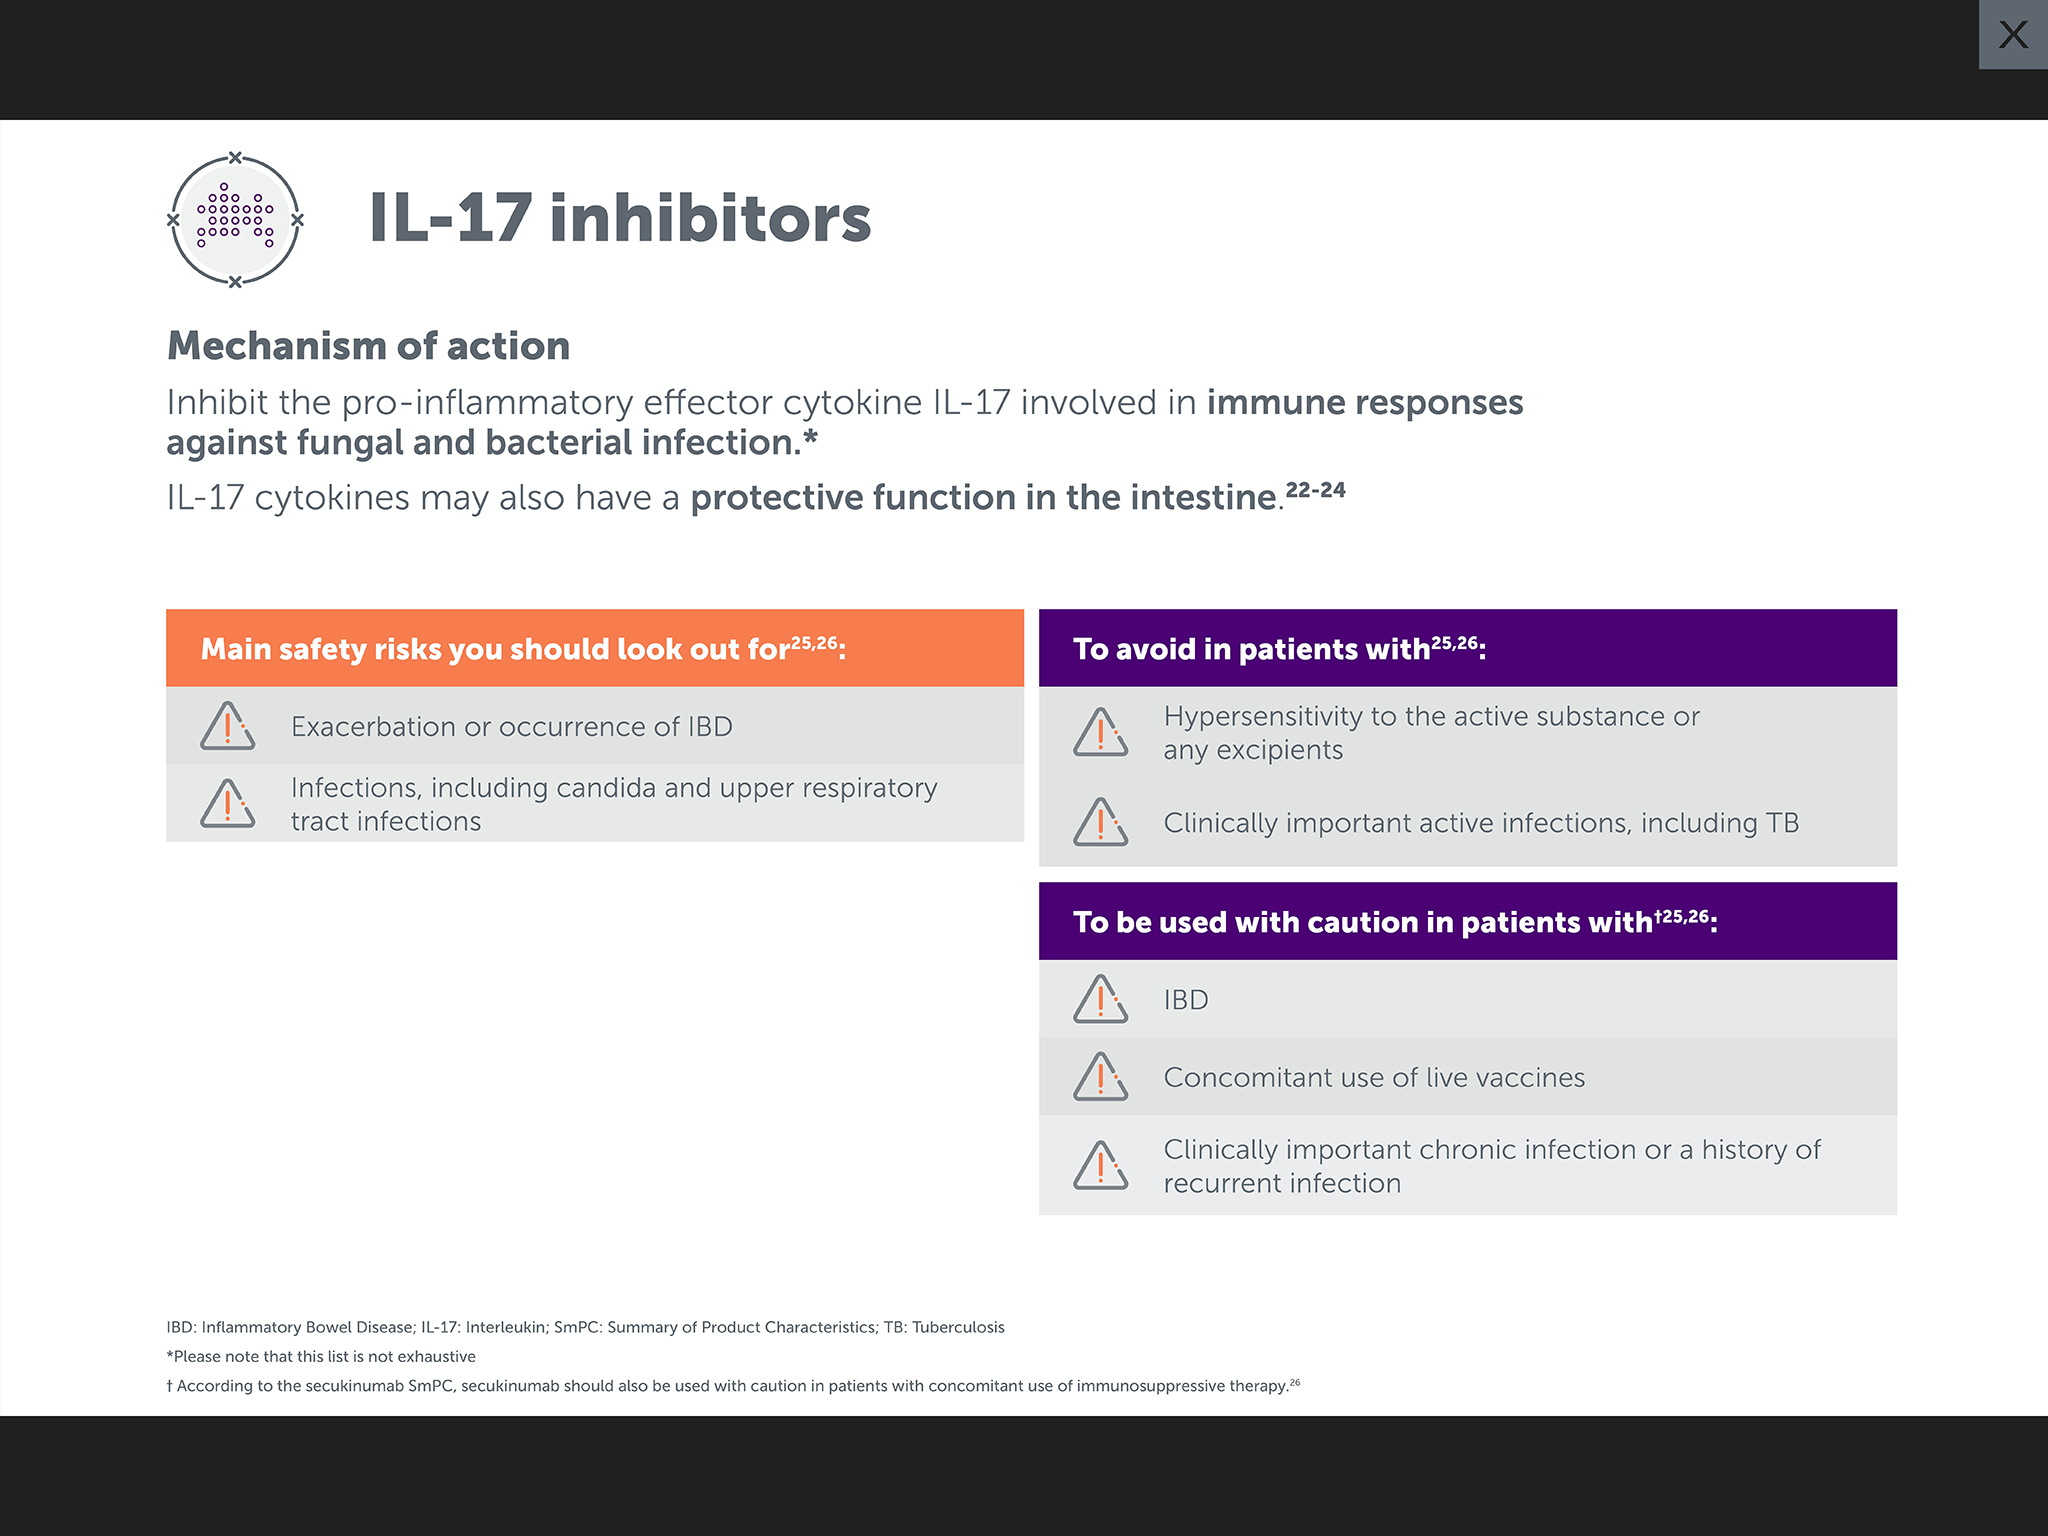 X
IL-17 inhibitors
Mechanism of action
Inhibit the pro-inflammatory effector cytokine IL-17 involved in immune responses
against fungal and bacterial infection.*
IL-17 cytokines may also have a protective function in the intestine.22-24
Main safety risks you should look out for25,26:
Exacerbation or occurrence of IBD
Infections, including candida and upper respiratory
tract infections
To avoid in patients with25,26:
Hypersensitivity to the active substance or
any excipients
Clinically important active infections, including TB
To be used with caution in patients with†25,26:
IBD
Concomitant use of live vaccines
Clinically important chronic infection or a history of
recurrent infection
IBD: Inflammatory Bowel Disease; IL-17: Interleukin; SmPC: Summary of Product Characteristics; TB: Tuberculosis
*Please note that this list is not exhaustive
† According to the secukinumab SmPC, secukinumab should also be used with caution in patients with concomitant use of immunosuppressive therapy.26